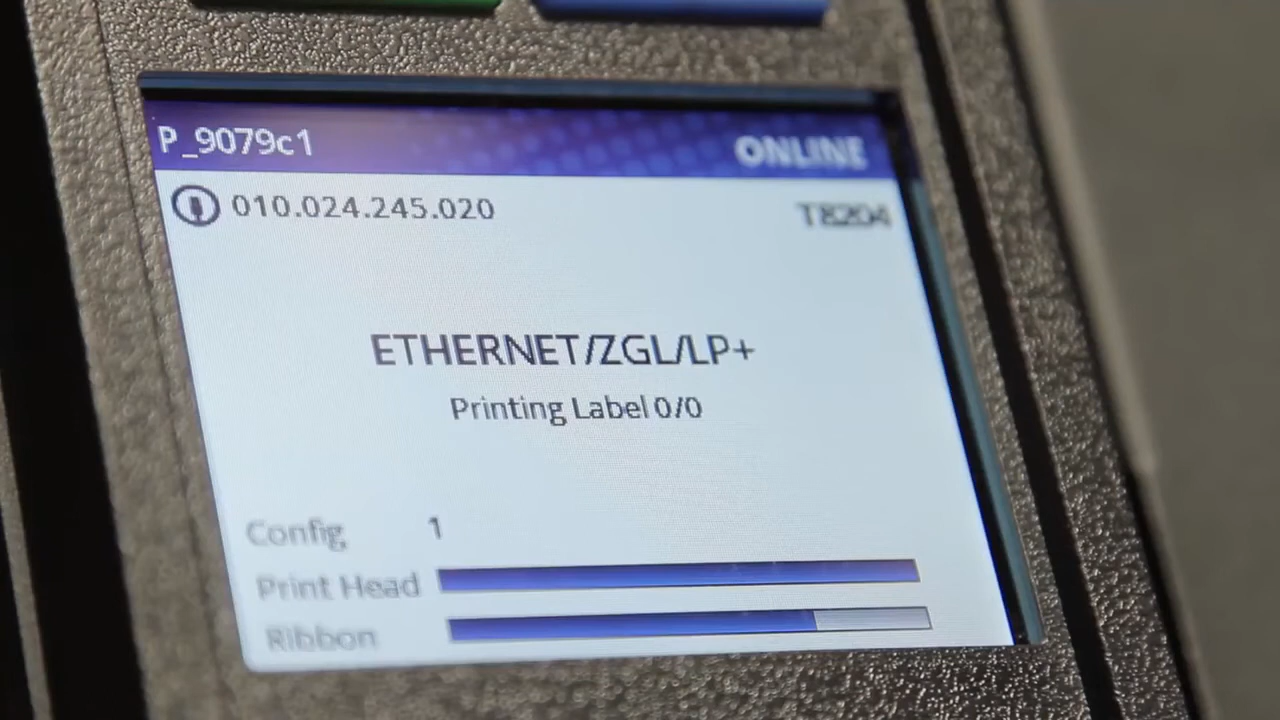 P_9079c1 ONLINE
010.024.245.020 T8204
ETHERNET/ZGL/LP+
Printing Label 0/0
Config 1
Print Head
Ribbon